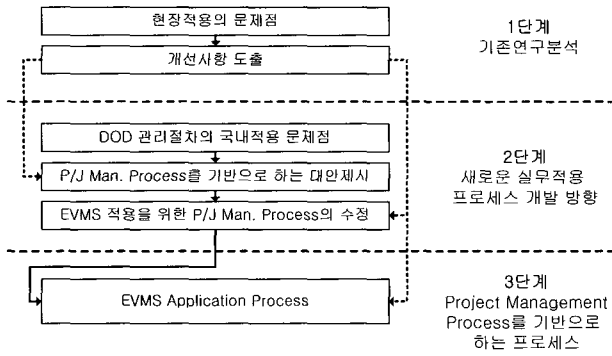 현장적용의 문제점
개선사항 도출
1단계
기존연구분석
DOD 관리절차의 국내적용 문제점
P/J Man. Process를 기반으로 하는 대안제시
EVMS 적용을 위한 P/J Man. Process의 수정
2단계
새로운 실무적용
프로세스 개발 방향
EVMS Application Process
3단계
Project Management
Process를 기반으로
하는 프로세스